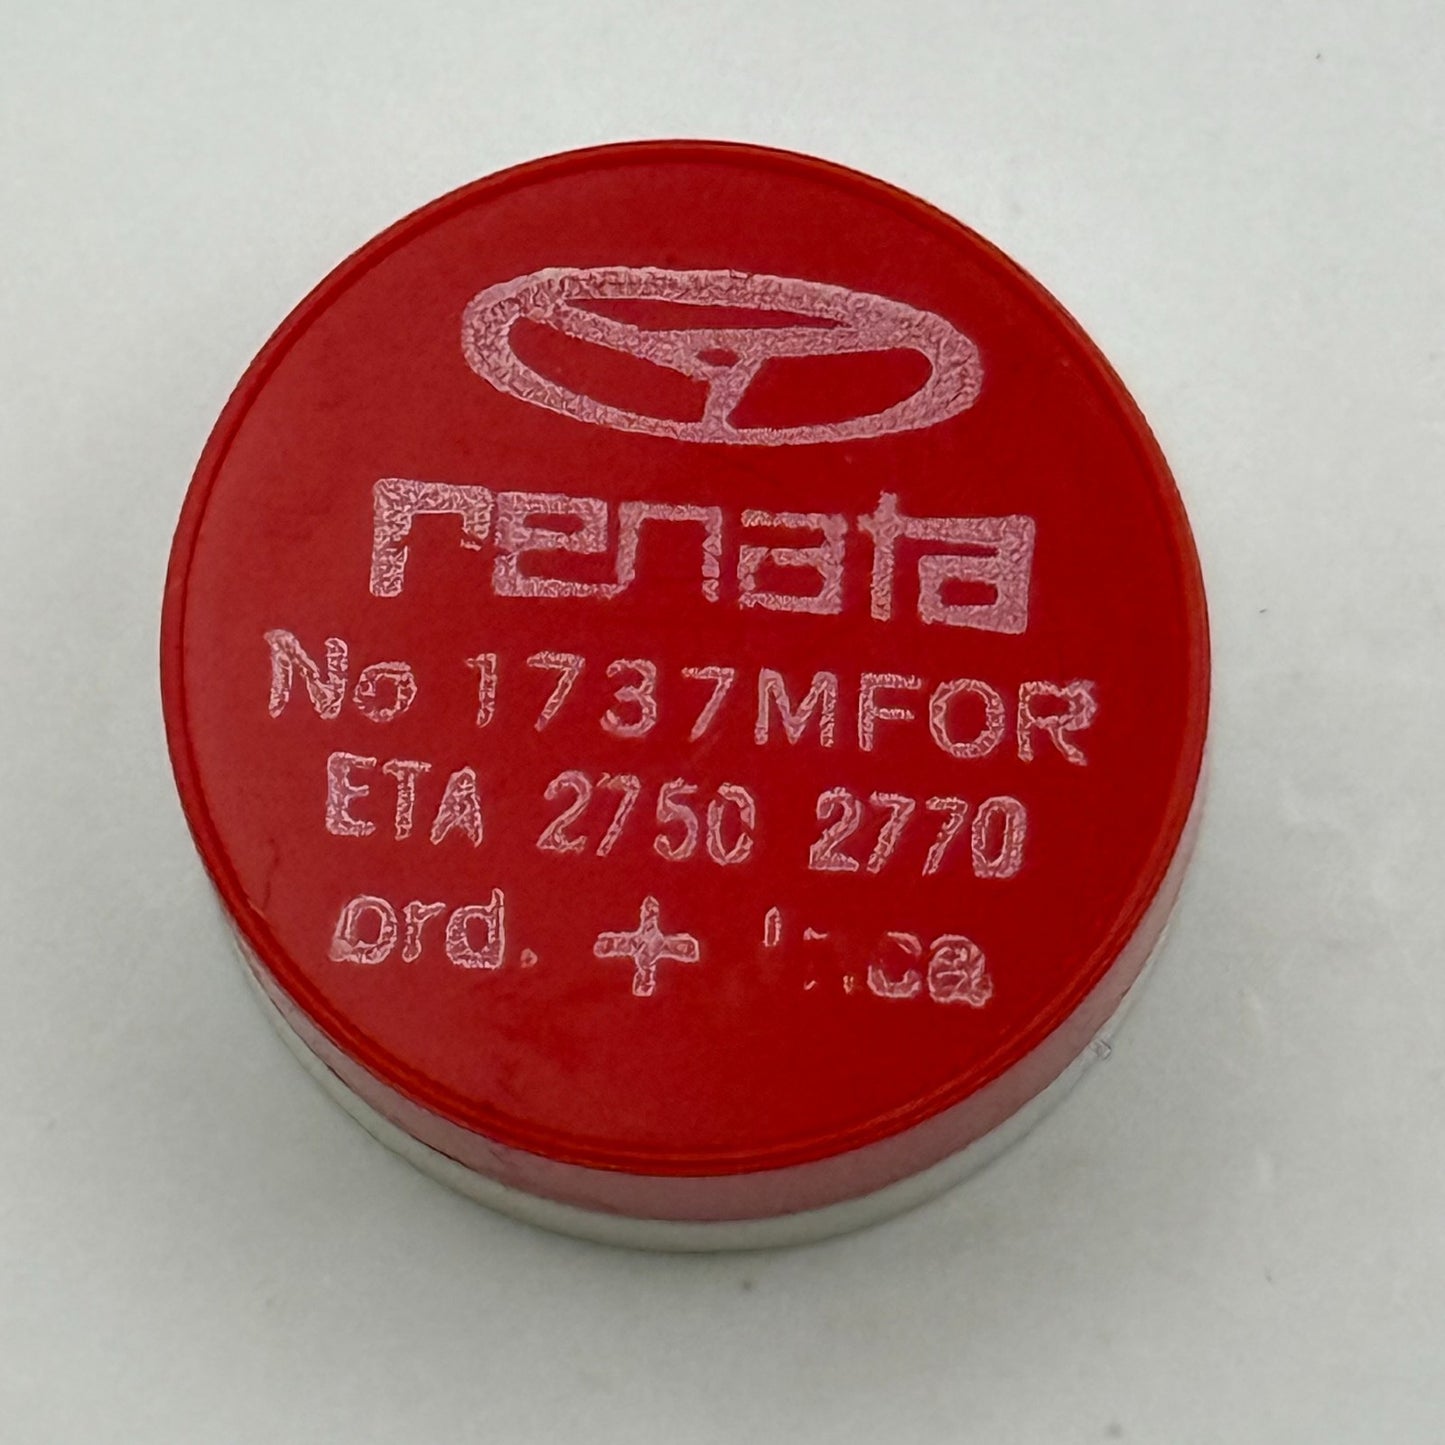 renata
No 1737MFOR
ETA 2750 2770
ord. +